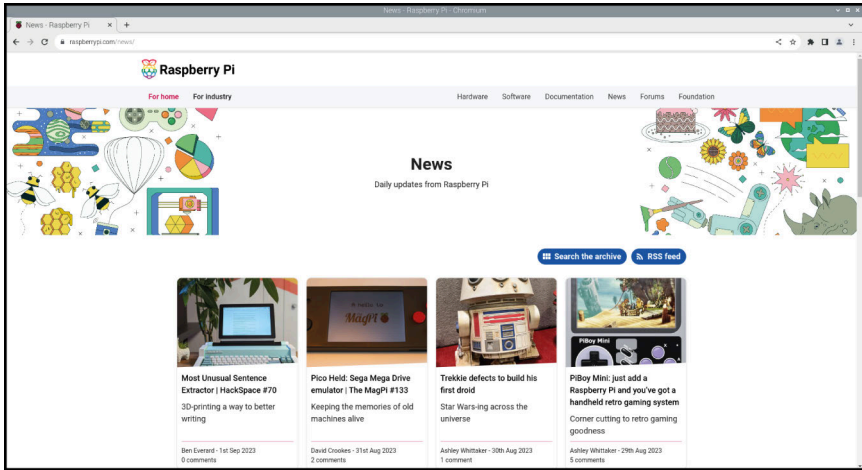 News - Raspberry Pi - Chromium
News - Raspberry Pi
raspberrypi.com/news/
Raspberry Pi
For home For industry Hardware Software Documentation News Forums Foundation
News
Daily updates from Raspberry Pi
Search the archive RSS feed
MagPi
PiBoy Mini
Most Unusual Sentence
Extractor | HackSpace #70
3D-printing a way to better
writing
Ben Everard - 1st Sep 2023
0 comments
Pico Held: Sega Mega Drive
emulator | The MagPi #133
Keeping the memories of old
machines alive
David Crookes - 31st Aug 2023
2 comments
Trekkie defects to build his
first droid
Star Wars-ing across the
universe
Ashley Whittaker - 30th Aug 2023
1 comment
PiBoy Mini: just add a
Raspberry Pi and you've got a
handheld retro gaming system
Corner cutting to retro gaming
goodness
Ashley Whittaker - 29th Aug 2023
5 comments